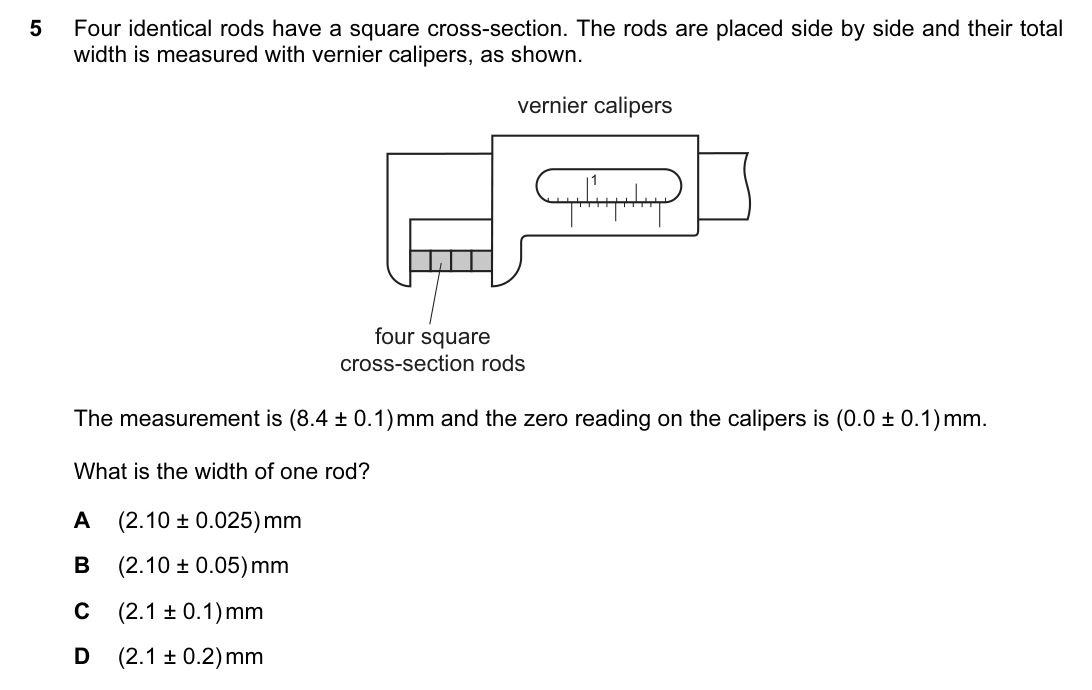 5 Four identical rods have a square cross-section. The rods are placed side by side and their total
width is measured with vernier calipers, as shown.
vernier calipers
1
four square
cross-section rods
The measurement is (8.4 ± 0.1) mm and the zero reading on the calipers is (0.0 ± 0.1) mm.
What is the width of one rod?
A (2.10 ± 0.025) mm
B (2.10 ± 0.05) mm
C (2.1 ± 0.1) mm
D (2.1 ± 0.2) mm